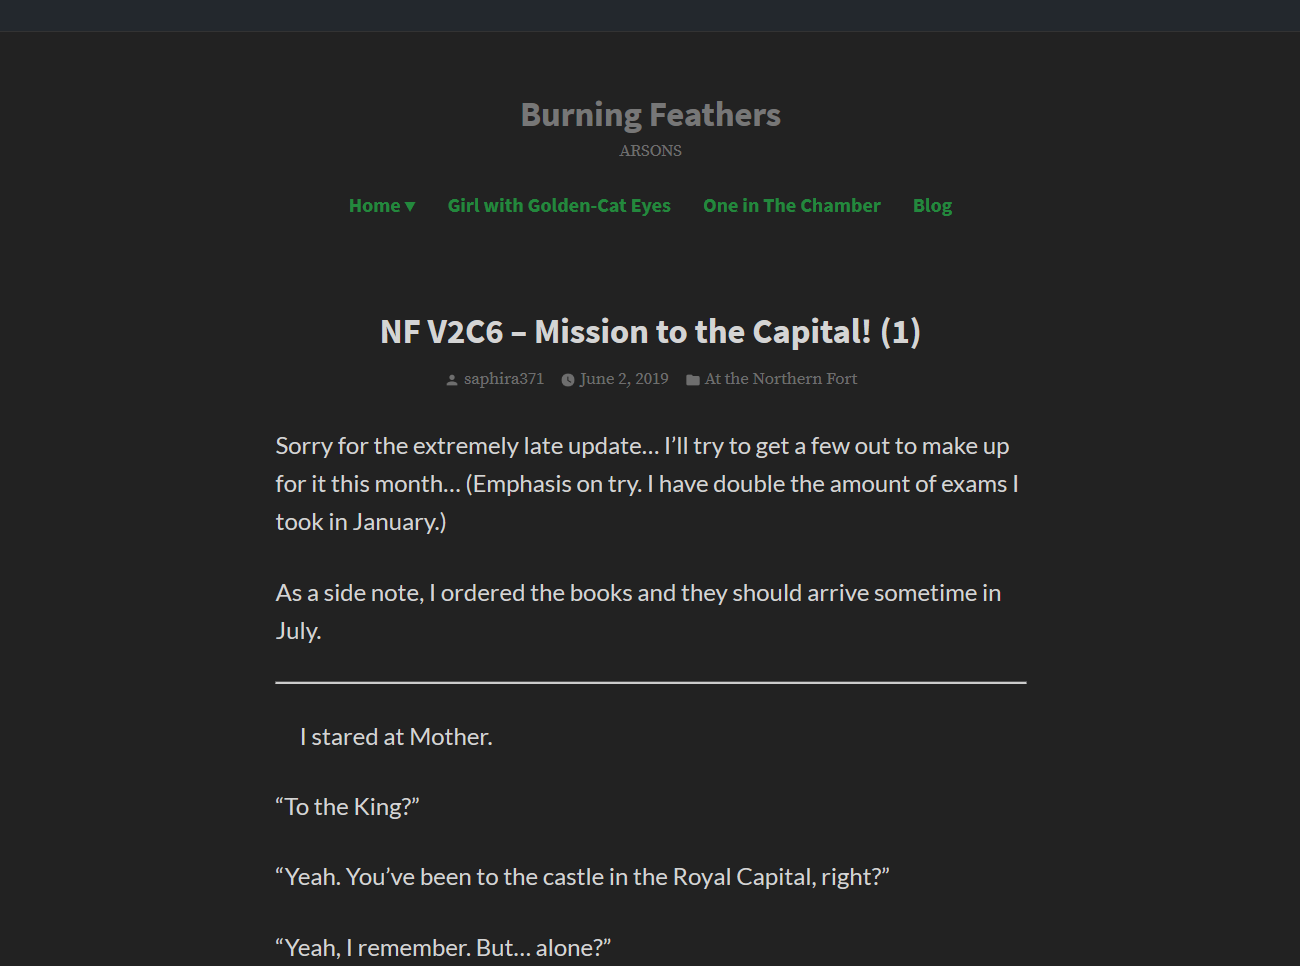 Burning Feathers
ARSONS
Home ▾ Girl with Golden-Cat Eyes One in The Chamber Blog
NF V2C6 – Mission to the Capital! (1)
saphira371 June 2, 2019 At the Northern Fort
Sorry for the extremely late update… I’ll try to get a few out to make up
for it this month… (Emphasis on try. I have double the amount of exams I
took in January.)
As a side note, I ordered the books and they should arrive sometime in
July.
I stared at Mother.
“To the King?”
“Yeah. You’ve been to the castle in the Royal Capital, right?”
“Yeah, I remember. But… alone?”